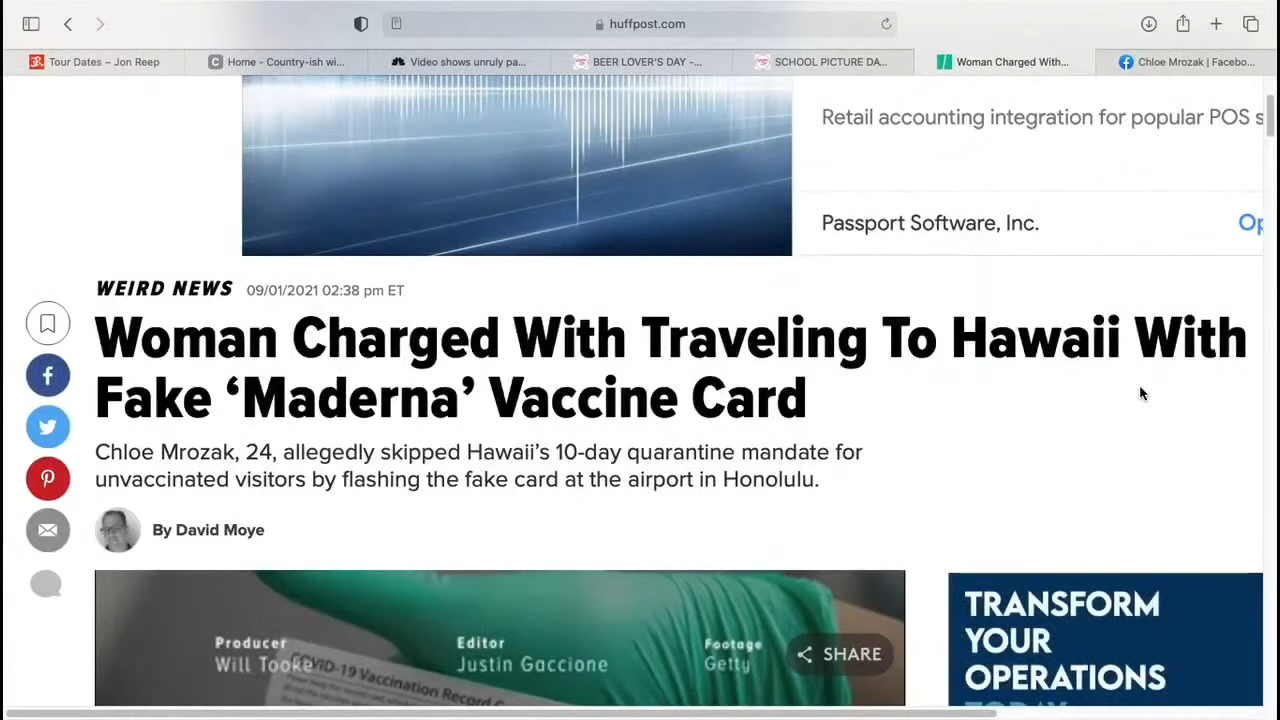 huffpost.com
Tour Dates – Jon Reep
Home - Country-ish wi...
Video shows unruly pa...
BEER LOVER'S DAY -...
SCHOOL PICTURE DA...
Woman Charged With...
Chloe Mrozak | Facebo...
Retail accounting integration for popular POS s
Passport Software, Inc.
Op
WEIRD NEWS 09/01/2021 02:38 pm ET
Woman Charged With Traveling To Hawaii With
Fake ‘Maderna’ Vaccine Card
Chloe Mrozak, 24, allegedly skipped Hawaii’s 10-day quarantine mandate for
unvaccinated visitors by flashing the fake card at the airport in Honolulu.
By David Moye
Producer
Will Tooke
Editor
Justin Gaccione
Footage
Getty
SHARE
COVID-19 Vaccination Record C
TRANSFORM
YOUR
OPERATIONS
TODAY